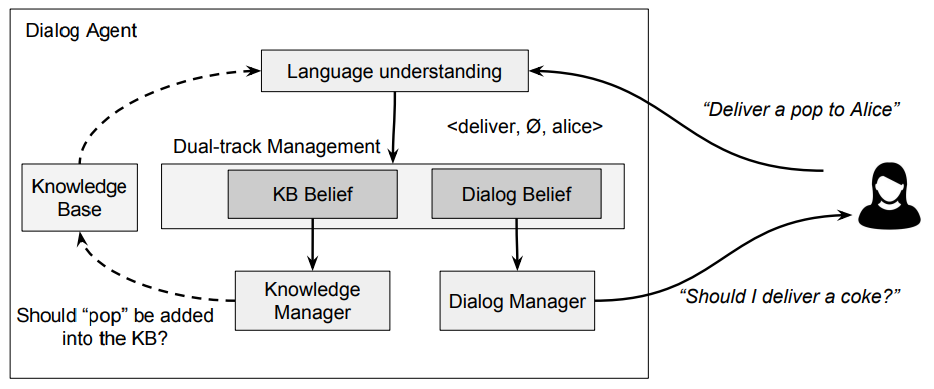 Dialog Agent
Language understanding
“Deliver a pop to Alice”
<deliver, Ø, alice>
Dual-track Management
Knowledge
Base
KB Belief
Dialog Belief
Knowledge
Manager
Dialog Manager
“Should I deliver a coke?”
Should “pop” be added
into the KB?